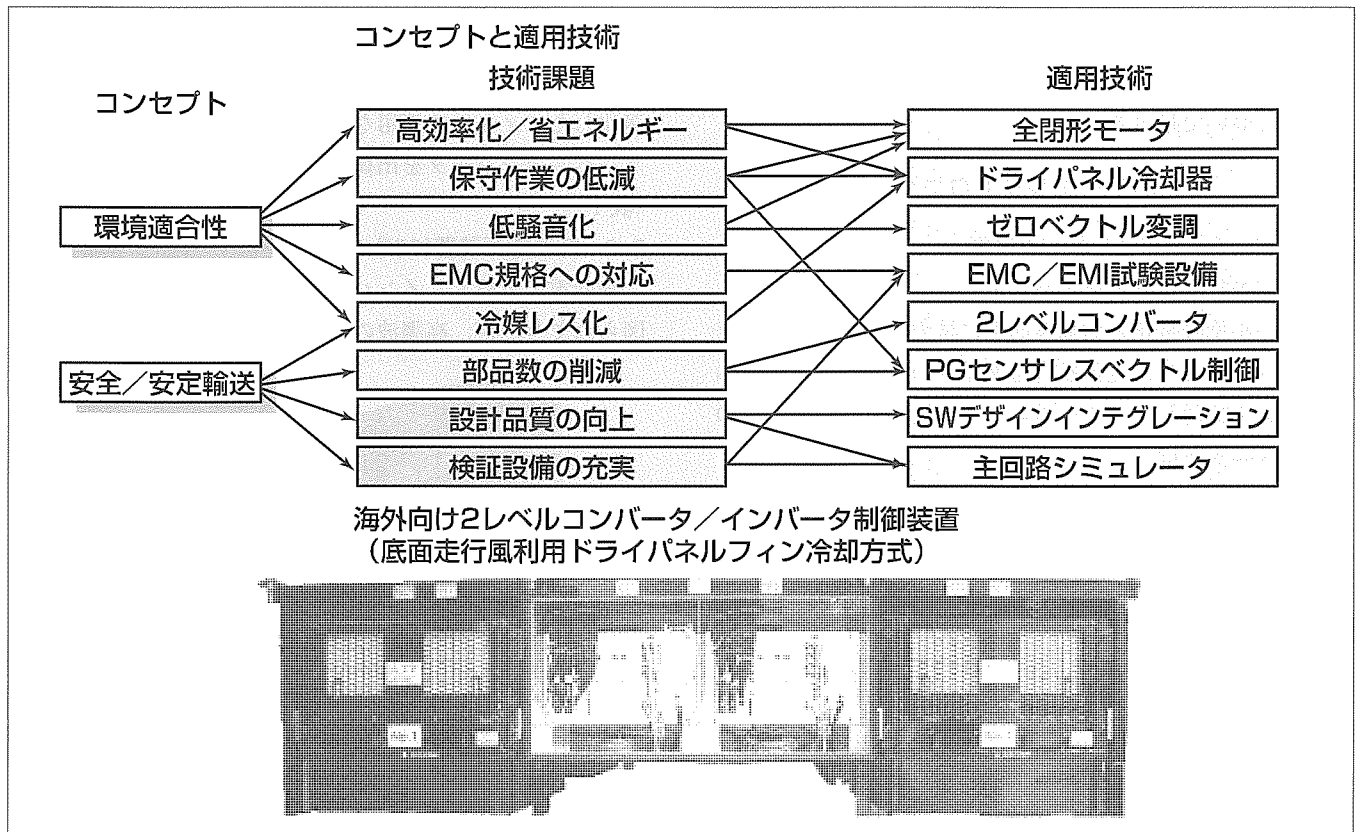 コンセプトと適用技術
コンセプト
技術課題
適用技術
環境適合性
安全／安定輸送
高効率化／省エネルギー
保守作業の低減
低騒音化
EMC規格への対応
冷媒レス化
部品数の削減
設計品質の向上
検証設備の充実
全閉形モータ
ドライパネル冷却器
ゼロベクトル変調
EMC／EMI試験設備
2レベルコンバータ
PGセンサレスベクトル制御
SWデザインインテグレーション
主回路シミュレータ
海外向け2レベルコンバータ／インバータ制御装置
（底面走行風利用ドライパネルフィン冷却方式）